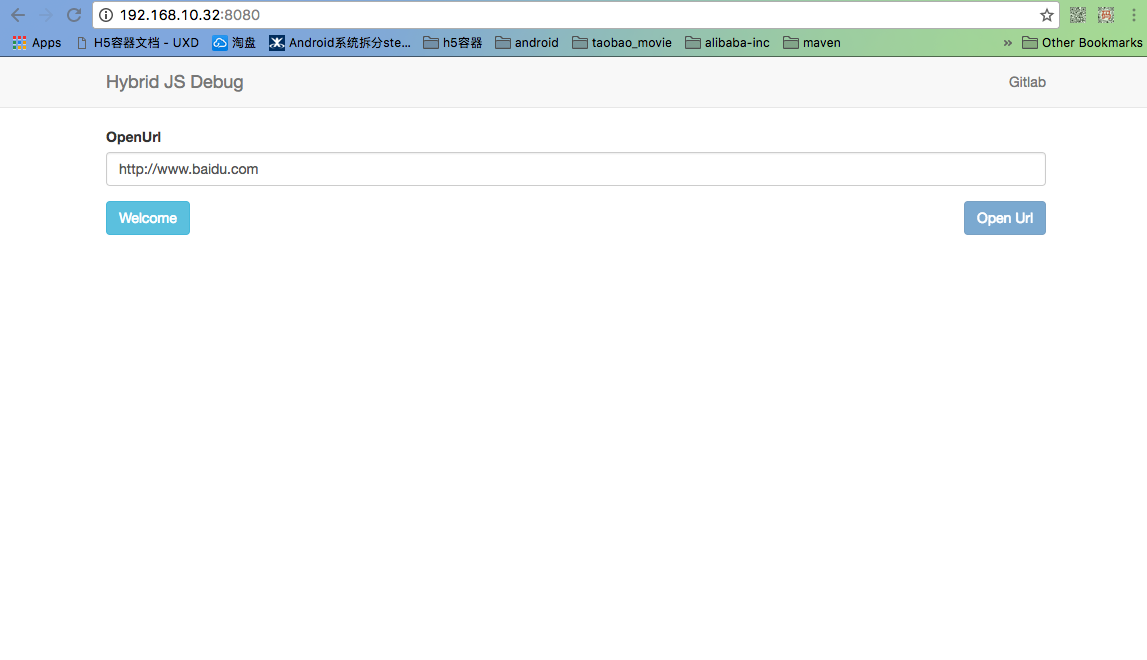 192.168.10.32:8080
Apps H5容器文档 - UXD 淘盘 Android系统拆分ste... h5容器 android taobao_movie alibaba-inc maven » Other Bookmarks
Hybrid JS Debug Gitlab
OpenUrl
http://www.baidu.com
Welcome Open Url